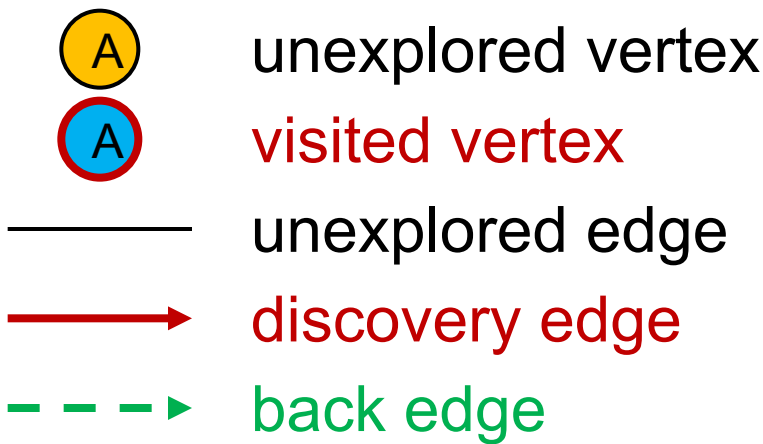 A unexplored vertex
A visited vertex
unexplored edge
discovery edge
back edge